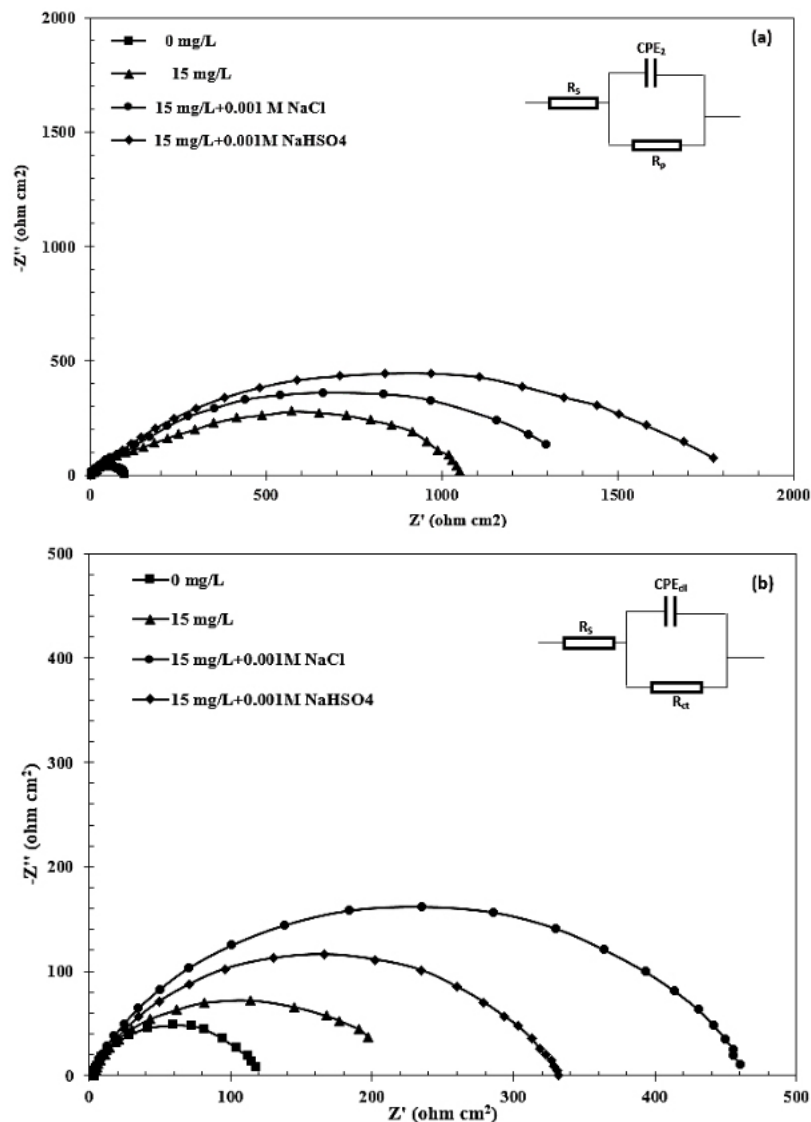 2000
0 mg/L
15 mg/L
15 mg/L+0.001 M NaCl
15 mg/L+0.001M NaHSO4
(a)
CPE2
RS
Rp
1500
1000
500
0
-Z'' (ohm cm2)
0 500 1000 1500 2000
Z' (ohm cm2)
500
0 mg/L
15 mg/L
15 mg/L+0.001M NaCl
15 mg/L+0.001M NaHSO4
(b)
CPEdl
RS
Rct
400
300
200
100
0
-Z'' (ohm cm²)
0 100 200 300 400 500
Z' (ohm cm²)